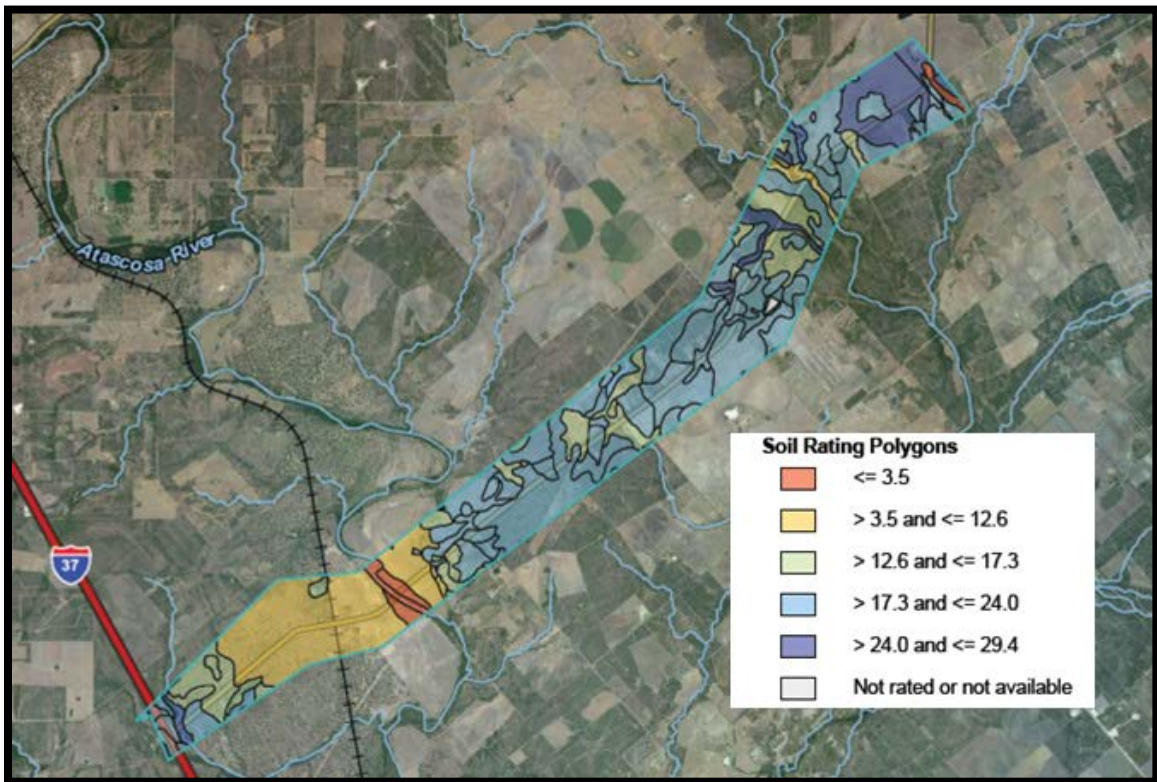 Atascosa River
37
Soil Rating Polygons
<= 3.5
> 3.5 and <= 12.6
> 12.6 and <= 17.3
> 17.3 and <= 24.0
> 24.0 and <= 29.4
Not rated or not available